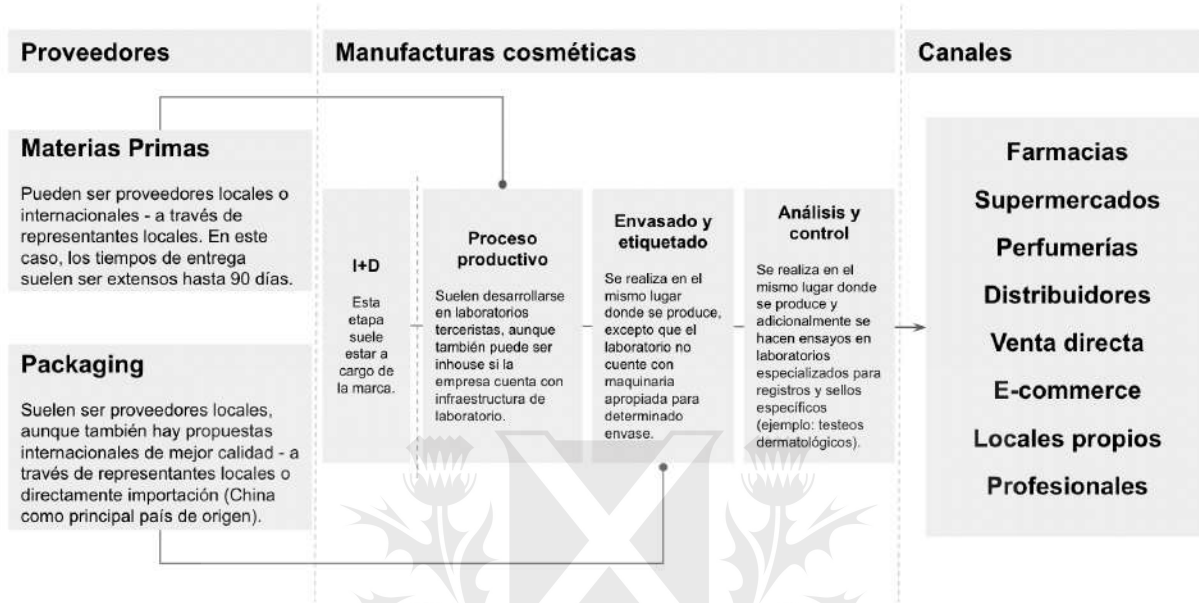 Proveedores
Manufacturas cosméticas
Canales
Materias Primas
Pueden ser proveedores locales o
internacionales - a través de
representantes locales. En este
caso, los tiempos de entrega
suelen ser extensos hasta 90 días.
Packaging
Suelen ser proveedores locales,
aunque también hay propuestas
internacionales de mejor calidad - a
través de representantes locales o
directamente importación (China
como principal país de origen).
I+D
Esta
etapa
suele
estar a
cargo de
la marca.
Proceso
productivo
Suelen desarrollarse
en laboratorios
terceristas, aunque
también puede ser
inhouse si la
empresa cuenta con
infraestructura de
laboratorio.
Envasado y
etiquetado
Se realiza en el
mismo lugar
donde se produce,
excepto que el
laboratorio no
cuente con
maquinaria
apropiada para
determinado
envase.
Análisis y
control
Se realiza en el
mismo lugar donde
se produce y
adicionalmente se
hacen ensayos en
laboratorios
especializados para
registros y sellos
específicos
(ejemplo: testeos
dermatológicos).
Farmacias
Supermercados
Perfumerías
Distribuidores
Venta directa
E-commerce
Locales propios
Profesionales